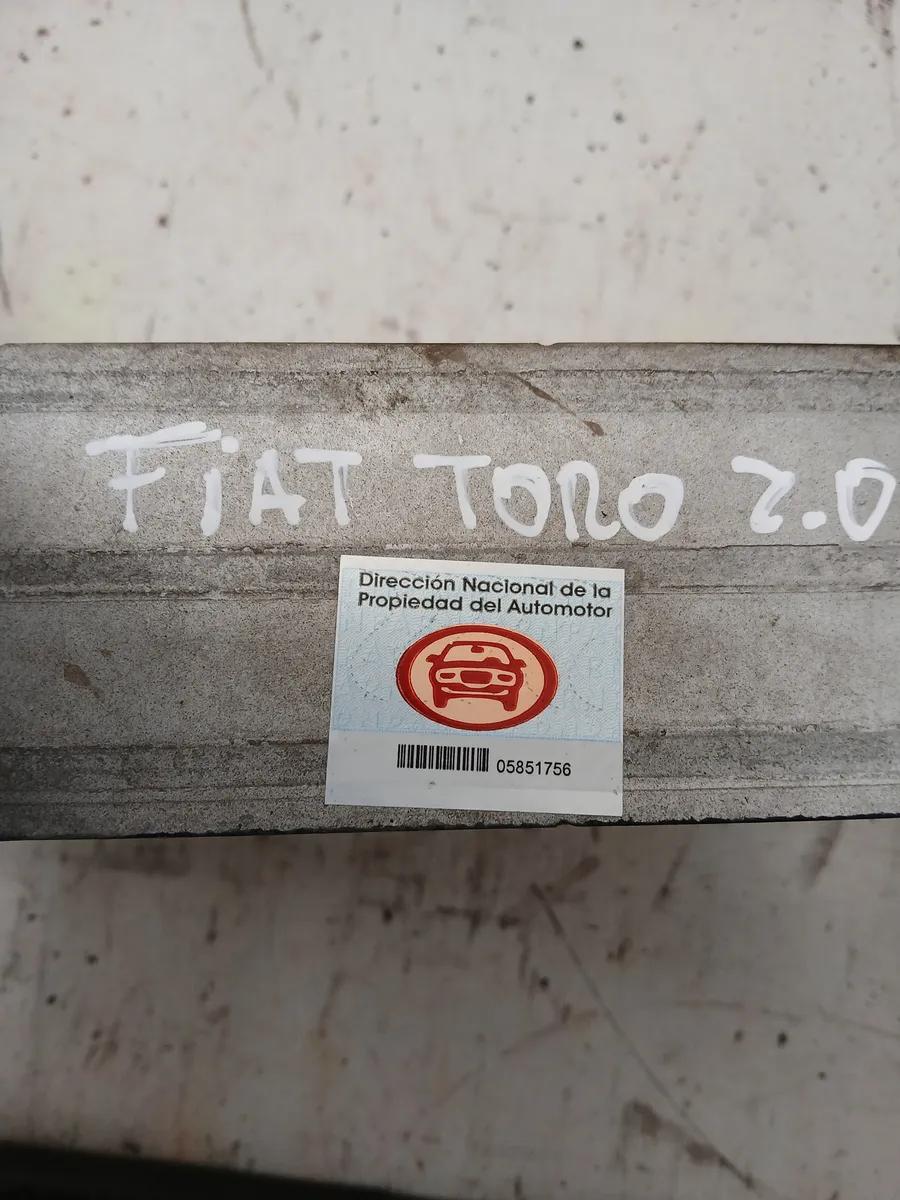 FiAT TORO 2.0
Dirección Nacional de la
Propiedad del Automotor
05851756